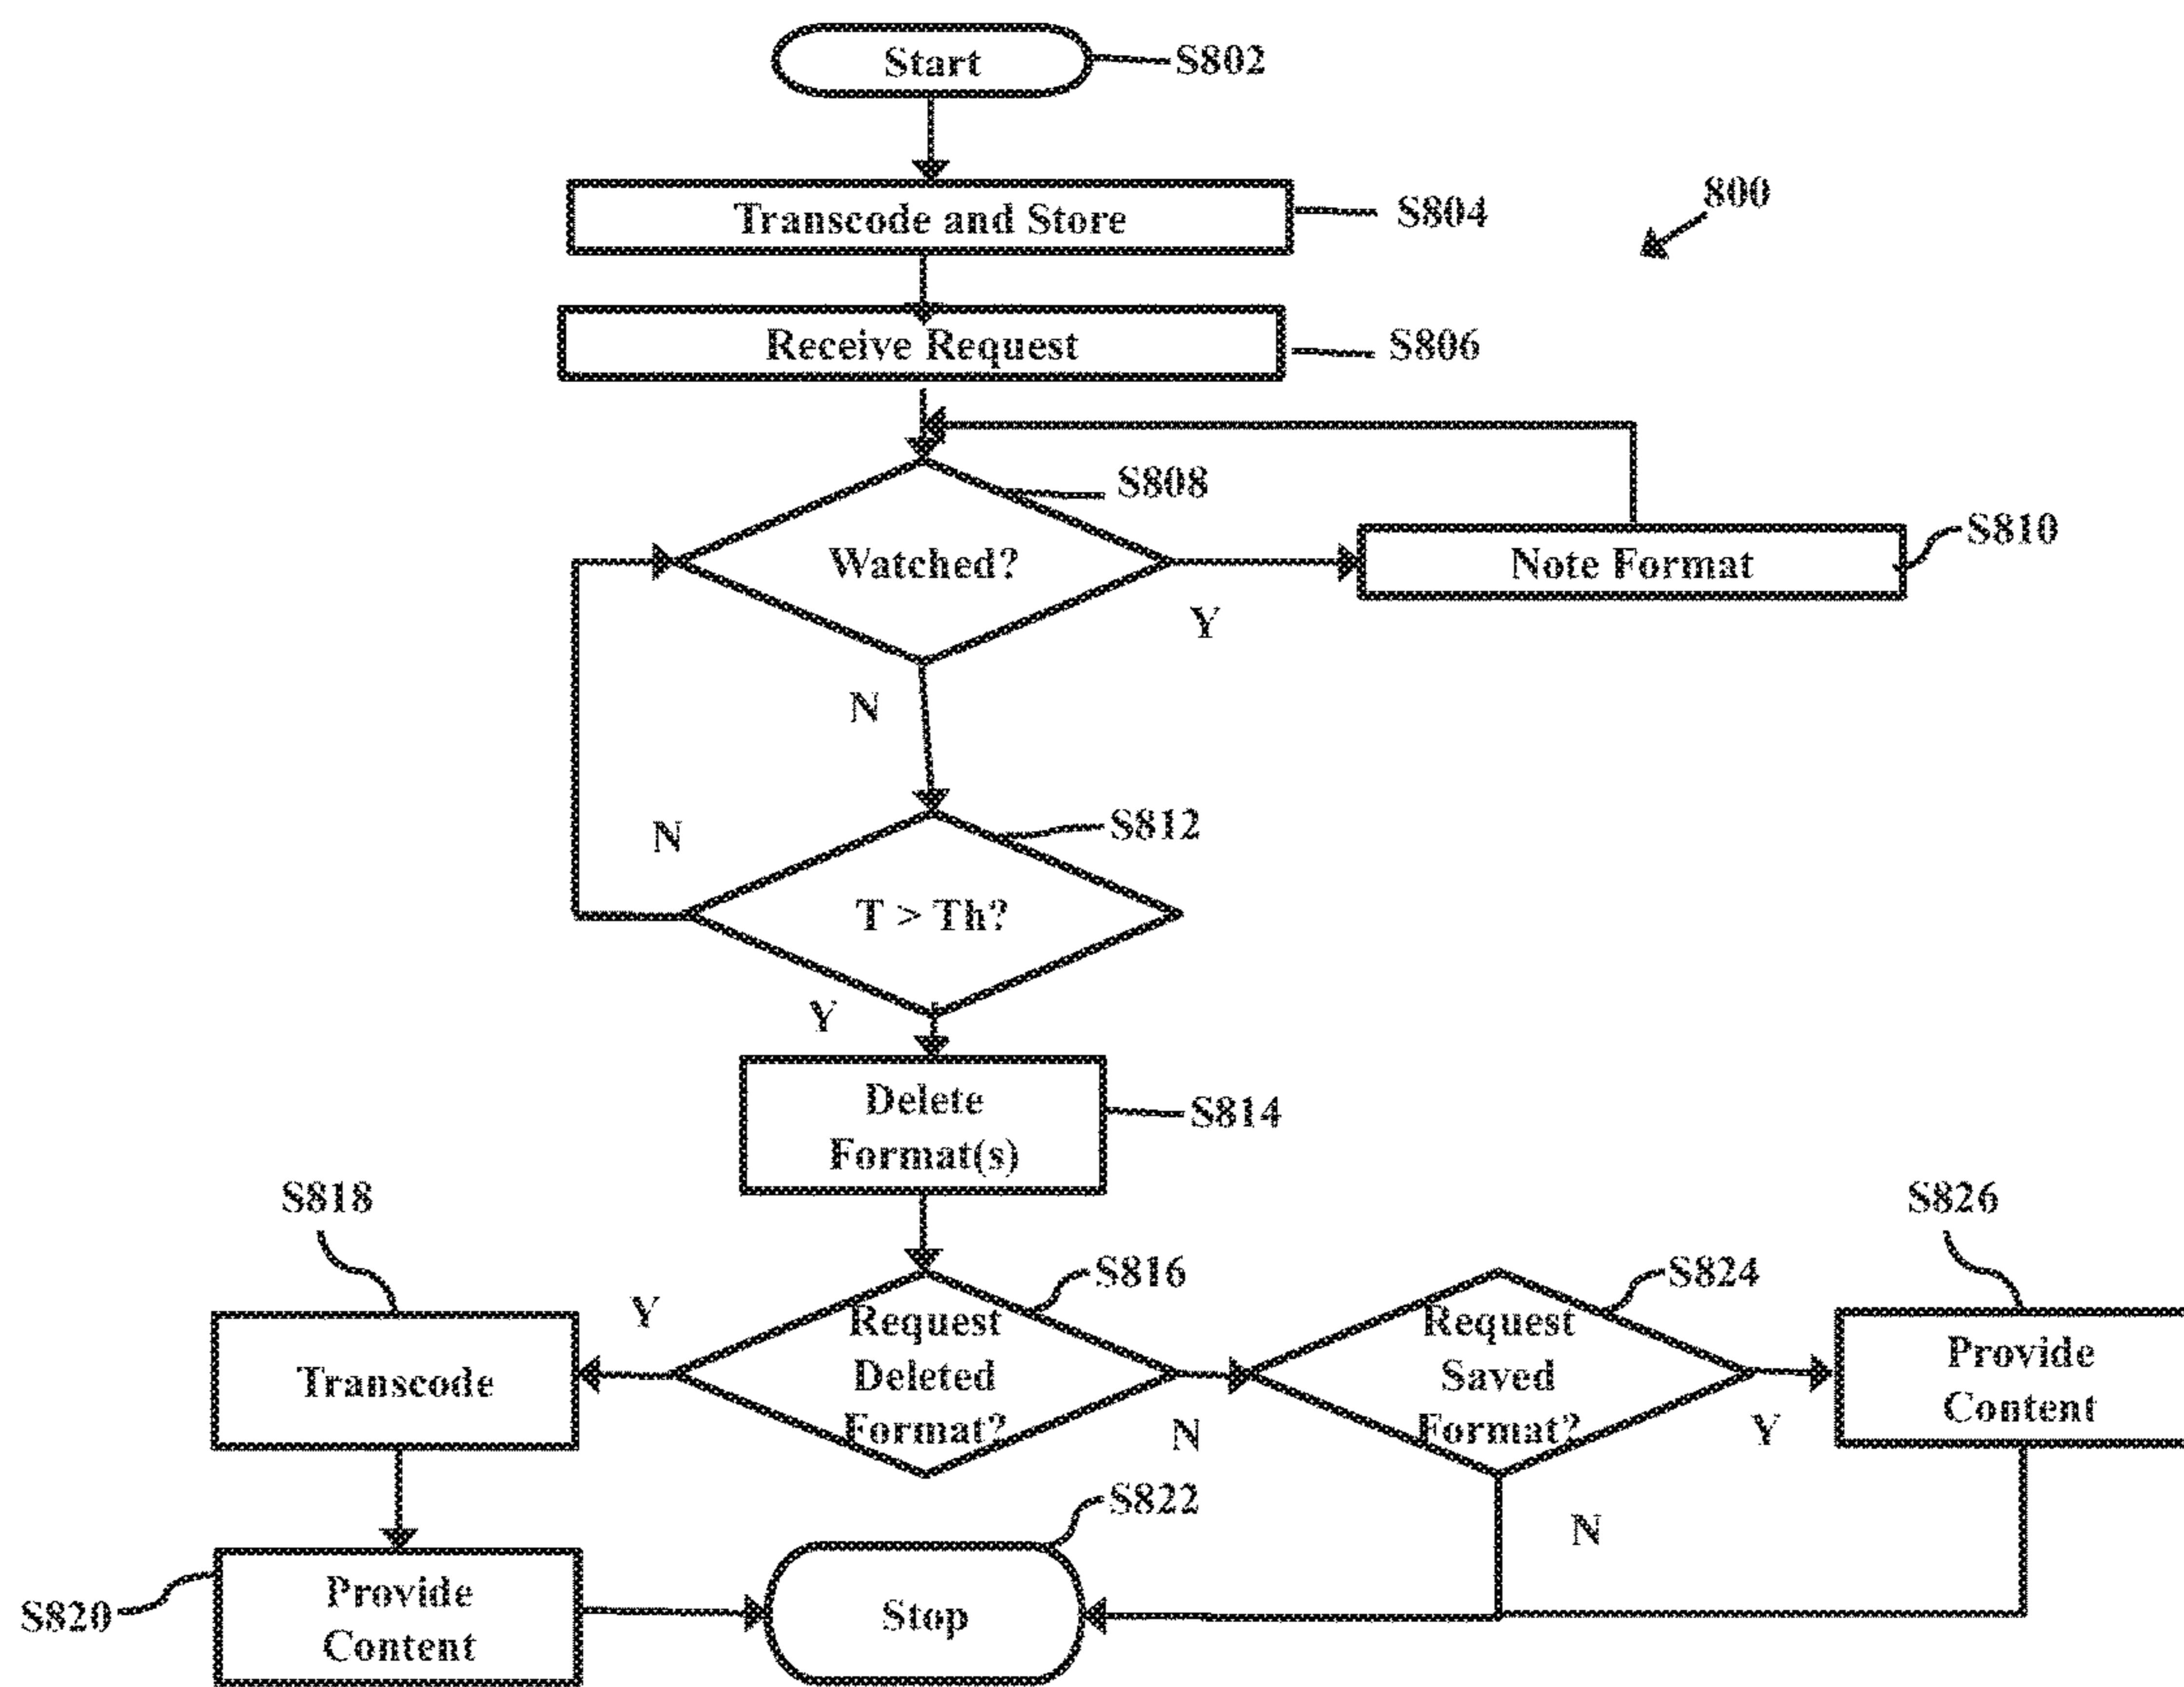 Start
S802
Transcode and Store
S804
800
Receive Request
S806
S808
Watched?
Y
Note Format
S810
N
N
S812
T > Th?
Y
Delete
Format(s)
S814
S818
S816
S824
S826
Y
Transcode
Request
Deleted
Format?
N
Request
Saved
Format?
Y
Provide
Content
S822
N
S820
Provide
Content
Stop